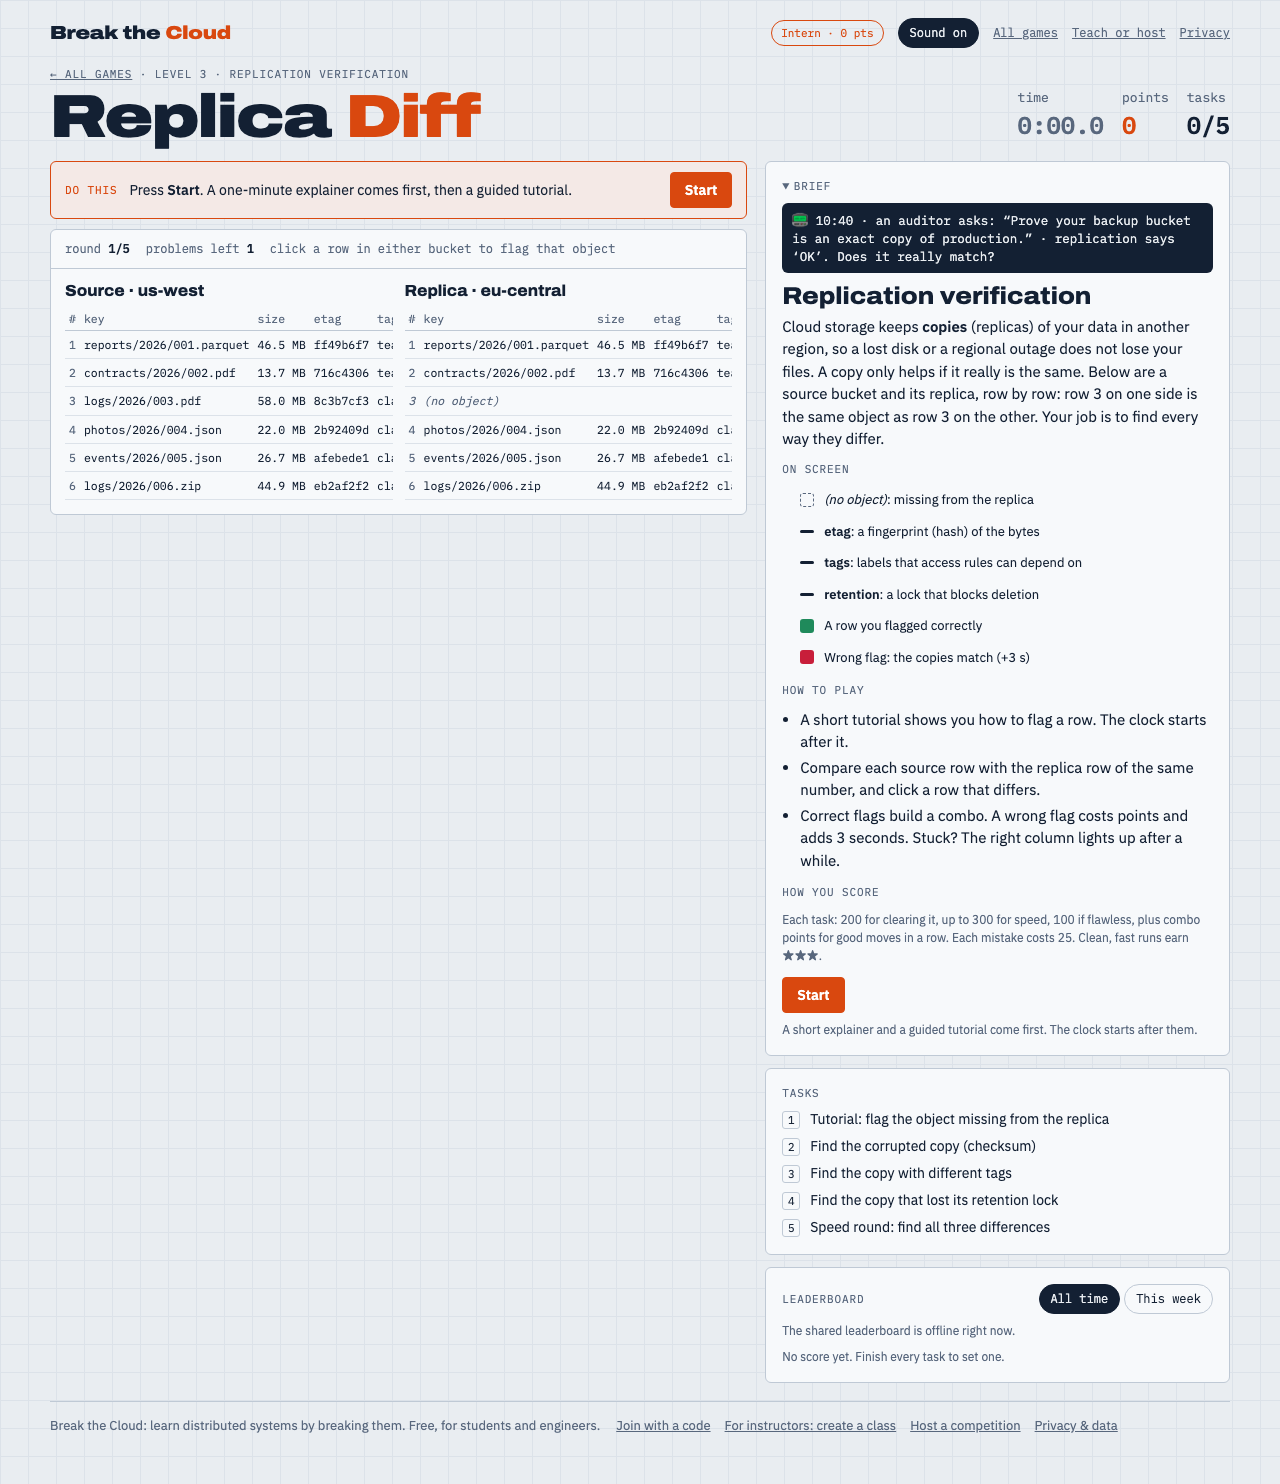 Break the Cloud
Intern · 0 pts
Sound on
All games
Teach or host
Privacy
← ALL GAMES · LEVEL 3 · REPLICATION VERIFICATION
Replica Diff
time
0:00.0
points
0
tasks
0/5
DO THIS Press Start. A one-minute explainer comes first, then a guided tutorial.
Start
round 1/5 problems left 1 click a row in either bucket to flag that object
Source · us-west
# key size etag tag
1 reports/2026/001.parquet 46.5 MB ff49b6f7 tea
2 contracts/2026/002.pdf 13.7 MB 716c4306 tea
3 logs/2026/003.pdf 58.0 MB 8c3b7cf3 cla
4 photos/2026/004.json 22.0 MB 2b92409d cla
5 events/2026/005.json 26.7 MB afebede1 cla
6 logs/2026/006.zip 44.9 MB eb2af2f2 cla
Replica · eu-central
# key size etag tag
1 reports/2026/001.parquet 46.5 MB ff49b6f7 tea
2 contracts/2026/002.pdf 13.7 MB 716c4306 tea
3 (no object)
4 photos/2026/004.json 22.0 MB 2b92409d cla
5 events/2026/005.json 26.7 MB afebede1 cla
6 logs/2026/006.zip 44.9 MB eb2af2f2 cla
▼ BRIEF
10:40 · an auditor asks: “Prove your backup bucket
is an exact copy of production.” · replication says
‘OK’. Does it really match?
Replication verification
Cloud storage keeps copies (replicas) of your data in another
region, so a lost disk or a regional outage does not lose your
files. A copy only helps if it really is the same. Below are a
source bucket and its replica, row by row: row 3 on one side is
the same object as row 3 on the other. Your job is to find every
way they differ.
ON SCREEN
(no object): missing from the replica
etag: a fingerprint (hash) of the bytes
tags: labels that access rules can depend on
retention: a lock that blocks deletion
A row you flagged correctly
Wrong flag: the copies match (+3 s)
HOW TO PLAY
• A short tutorial shows you how to flag a row. The clock starts
after it.
• Compare each source row with the replica row of the same
number, and click a row that differs.
• Correct flags build a combo. A wrong flag costs points and
adds 3 seconds. Stuck? The right column lights up after a
while.
HOW YOU SCORE
Each task: 200 for clearing it, up to 300 for speed, 100 if flawless, plus combo
points for good moves in a row. Each mistake costs 25. Clean, fast runs earn
★★★.
Start
A short explainer and a guided tutorial come first. The clock starts after them.
TASKS
1 Tutorial: flag the object missing from the replica
2 Find the corrupted copy (checksum)
3 Find the copy with different tags
4 Find the copy that lost its retention lock
5 Speed round: find all three differences
LEADERBOARD
All time
This week
The shared leaderboard is offline right now.
No score yet. Finish every task to set one.
Break the Cloud: learn distributed systems by breaking them. Free, for students and engineers. Join with a code For instructors: create a class Host a competition Privacy & data